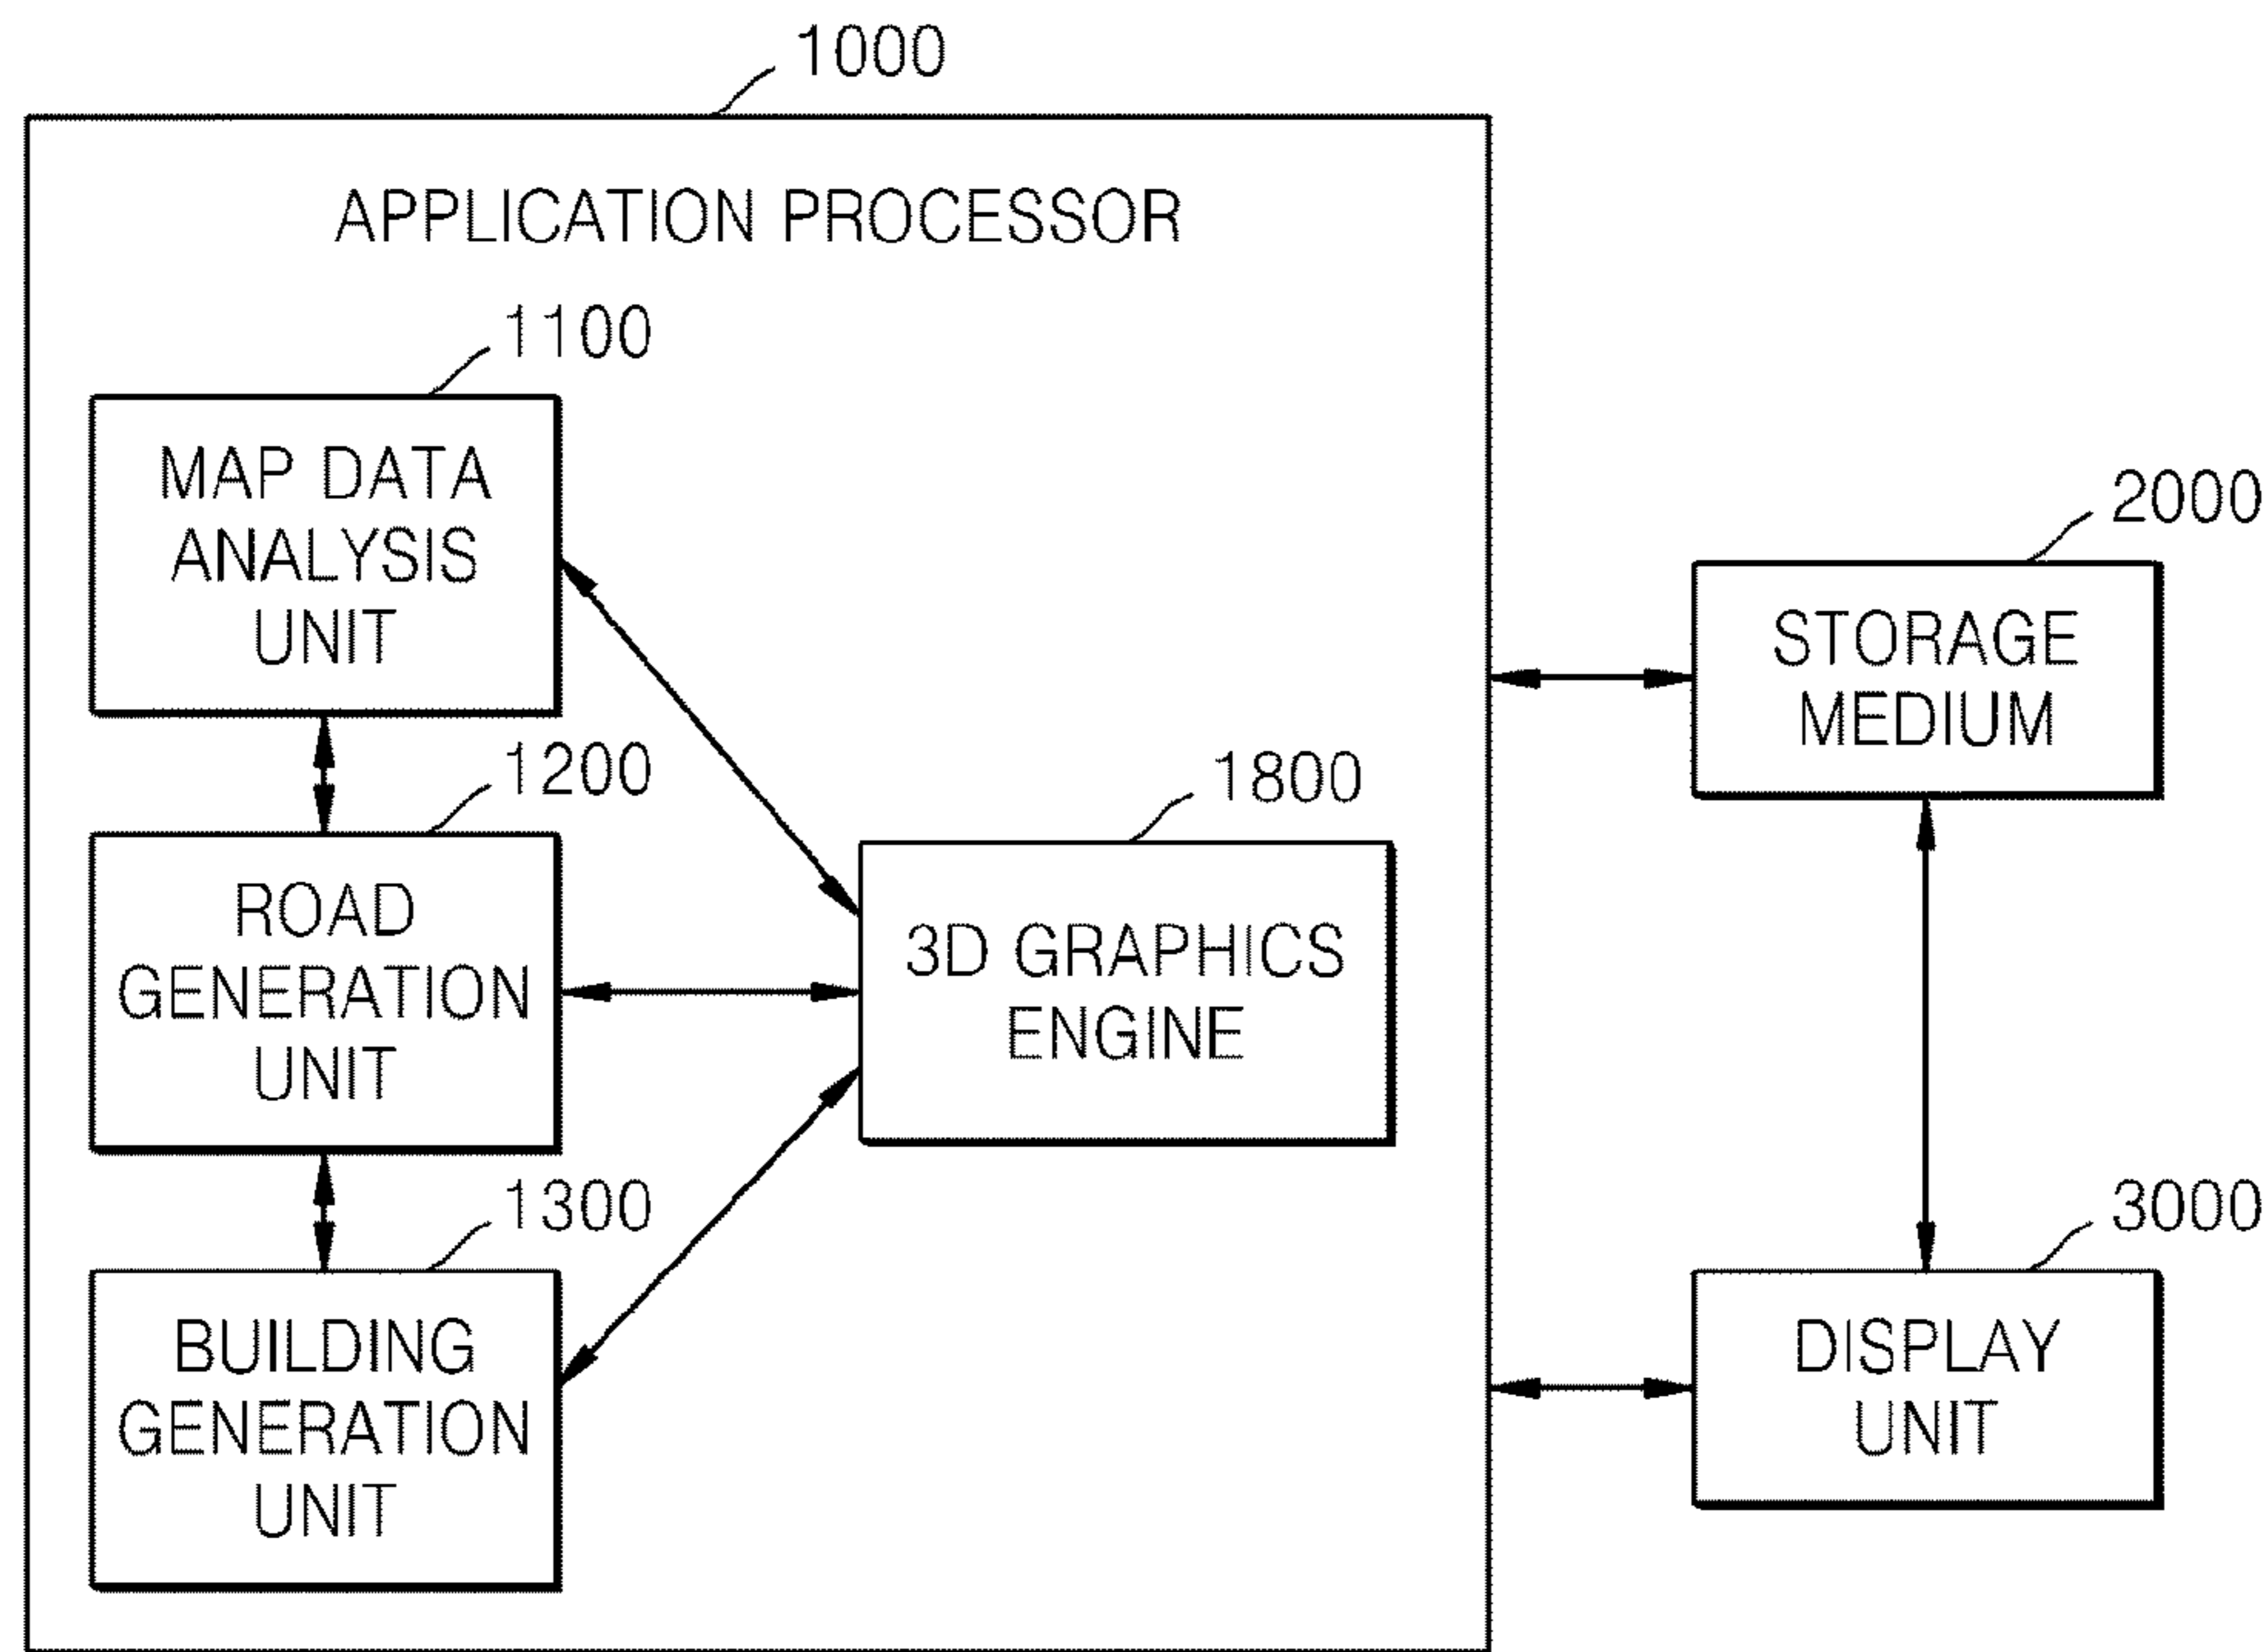 1000
APPLICATION PROCESSOR
1100
MAP DATA
ANALYSIS
UNIT
1200
ROAD
GENERATION
UNIT
1300
BUILDING
GENERATION
UNIT
1800
3D GRAPHICS
ENGINE
2000
STORAGE
MEDIUM
3000
DISPLAY
UNIT